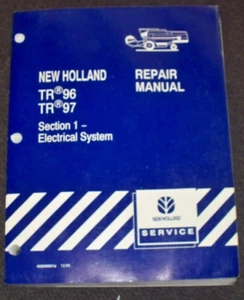 NEW HOLLAND
TR®96
TR®97
Section 1 –
Electrical System
REPAIR
MANUAL
NEW HOLLAND
SERVICE